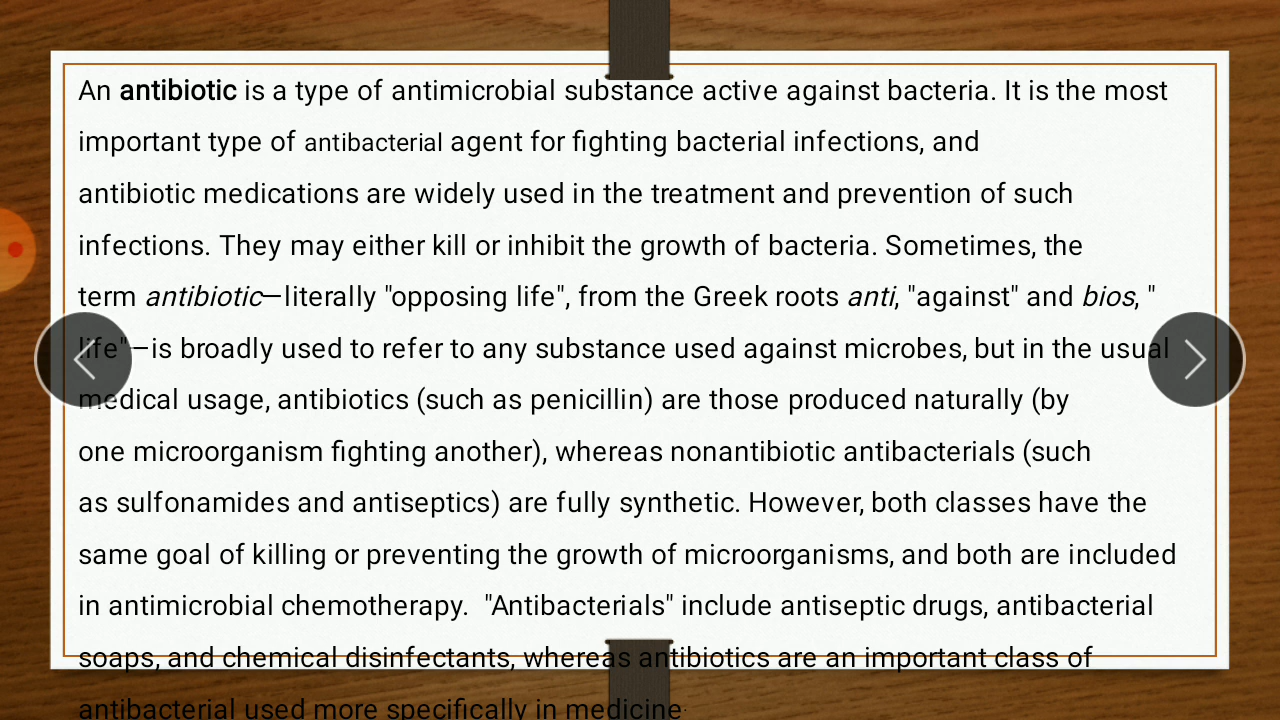 An antibiotic is a type of antimicrobial substance active against bacteria. It is the most
important type of antibacterial agent for fighting bacterial infections, and
antibiotic medications are widely used in the treatment and prevention of such
infections. They may either kill or inhibit the growth of bacteria. Sometimes, the
term antibiotic—literally "opposing life", from the Greek roots anti, "against" and bios, "
life"—is broadly used to refer to any substance used against microbes, but in the usual
medical usage, antibiotics (such as penicillin) are those produced naturally (by
one microorganism fighting another), whereas nonantibiotic antibacterials (such
as sulfonamides and antiseptics) are fully synthetic. However, both classes have the
same goal of killing or preventing the growth of microorganisms, and both are included
in antimicrobial chemotherapy.  "Antibacterials" include antiseptic drugs, antibacterial
soaps, and chemical disinfectants, whereas antibiotics are an important class of
antibacterial used more specifically in medicine